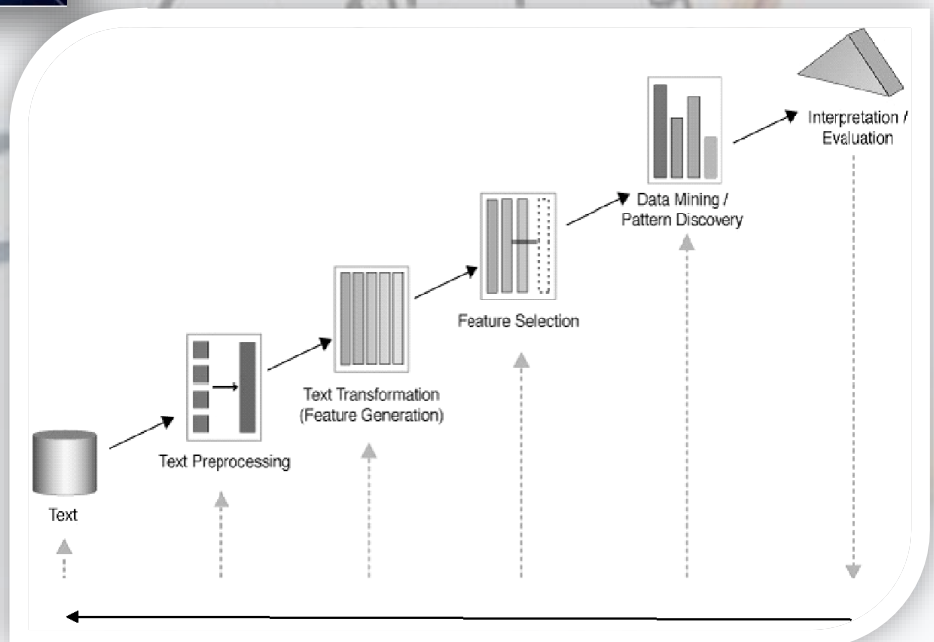 Text
Text Preprocessing
Text Transformation
(Feature Generation)
Feature Selection
Data Mining /
Pattern Discovery
Interpretation /
Evaluation